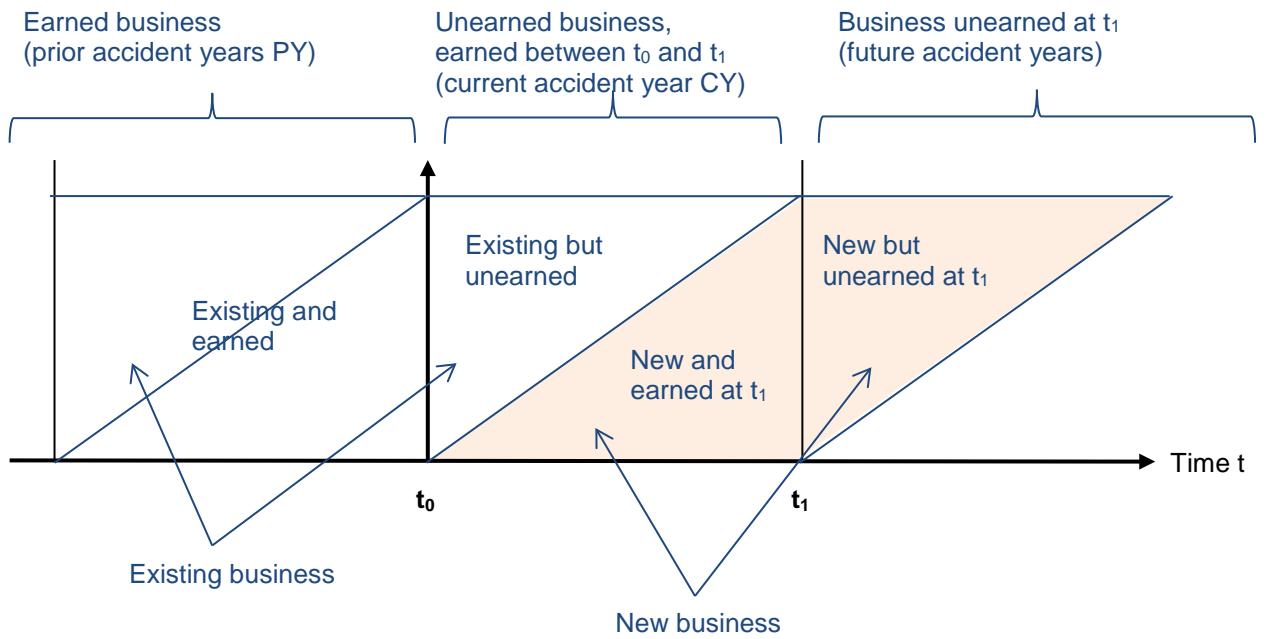 Earned business
(prior accident years PY)
Unearned business,
earned between t₀ and t₁
(current accident year CY)
Business unearned at t₁
(future accident years)
Existing and
earned
Existing but
unearned
New and
earned at t₁
New but
unearned at t₁
Time t
t₀
t₁
Existing business
New business